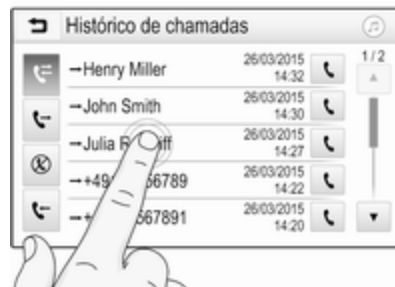 Histórico de chamadas
1/2
→Henry Miller 26/03/2015 14:32
→John Smith 26/03/2015 14:30
→Julia 26/03/2015 14:27
→+49 56789 26/03/2015 14:22
→+ 567891 26/03/2015 14:20